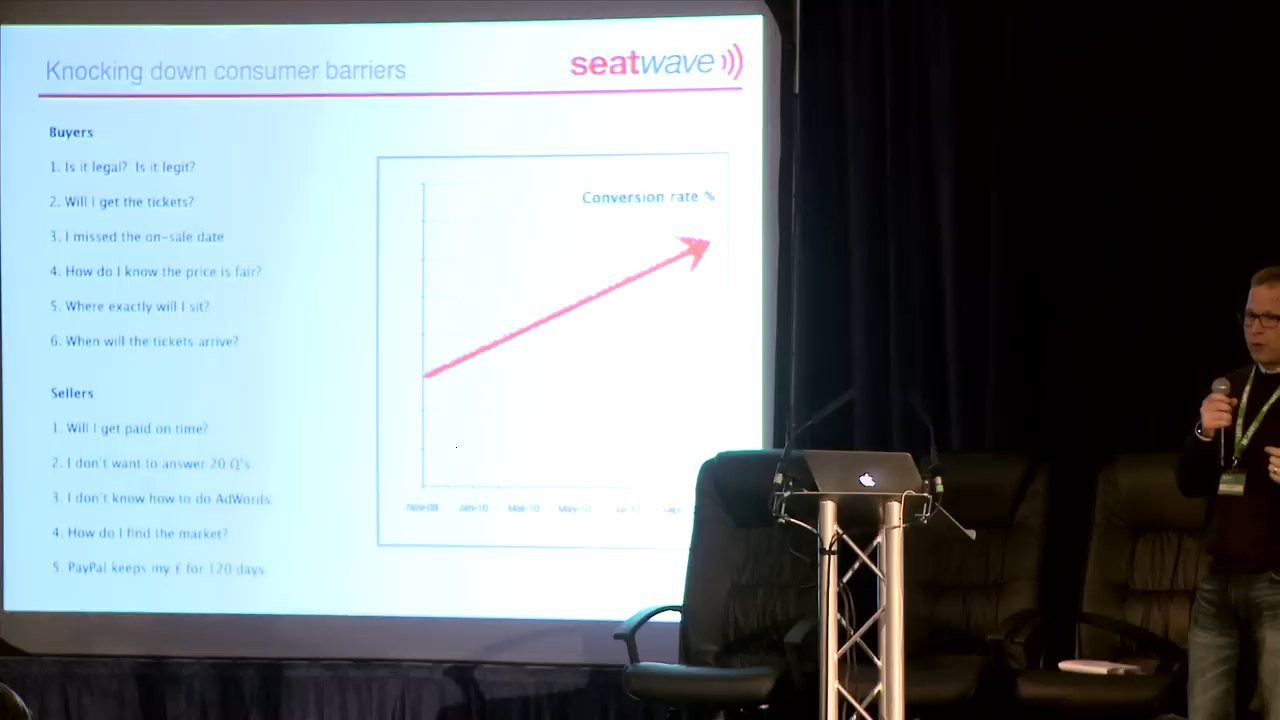 Knocking down consumer barriers
seatwave
Buyers
1. Is it legal? Is it legit?
2. Will I get the tickets?
3. I missed the on-sale date
4. How do I know the price is fair?
5. Where exactly will I sit?
6. When will the tickets arrive?
Sellers
1. Will I get paid on time?
2. I don't want to answer 20 Q's
3. I don't know how to do AdWords
4. How do I find the market?
5. PayPal keeps my £ for 120 days
Conversion rate %
Jan-10 Mar-10 May-10